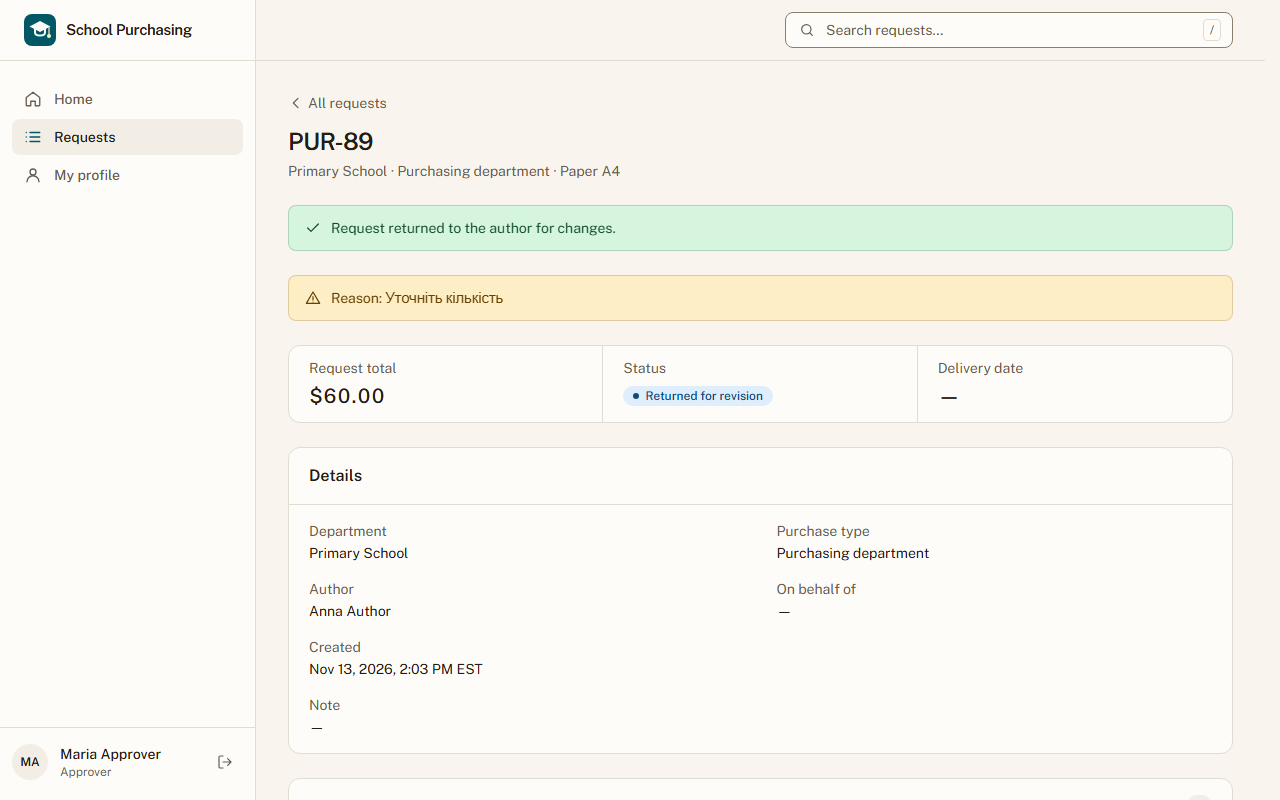 School Purchasing
Search requests...
/
Home
Requests
My profile
All requests
PUR-89
Primary School · Purchasing department · Paper A4
Request returned to the author for changes.
Reason: Уточніть кількість
Request total
$60.00
Status
Returned for revision
Delivery date
—
Details
Department
Primary School
Purchase type
Purchasing department
Author
Anna Author
On behalf of
—
Created
Nov 13, 2026, 2:03 PM EST
Note
—
MA
Maria Approver
Approver